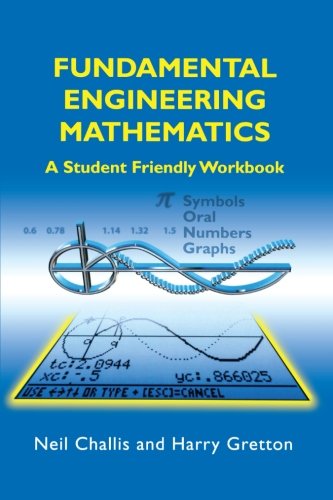 FUNDAMENTAL
ENGINEERING
MATHEMATICS
A Student Friendly Workbook
π Symbols
Oral
0.6 0.78 1.14 1.32 1.5 Numbers
Graphs
tc:2.0944
xc:-.5 yc:.866025
USE ←→↑↓ OR TYPE + [ESC]=CANCEL
Neil Challis and Harry Gretton